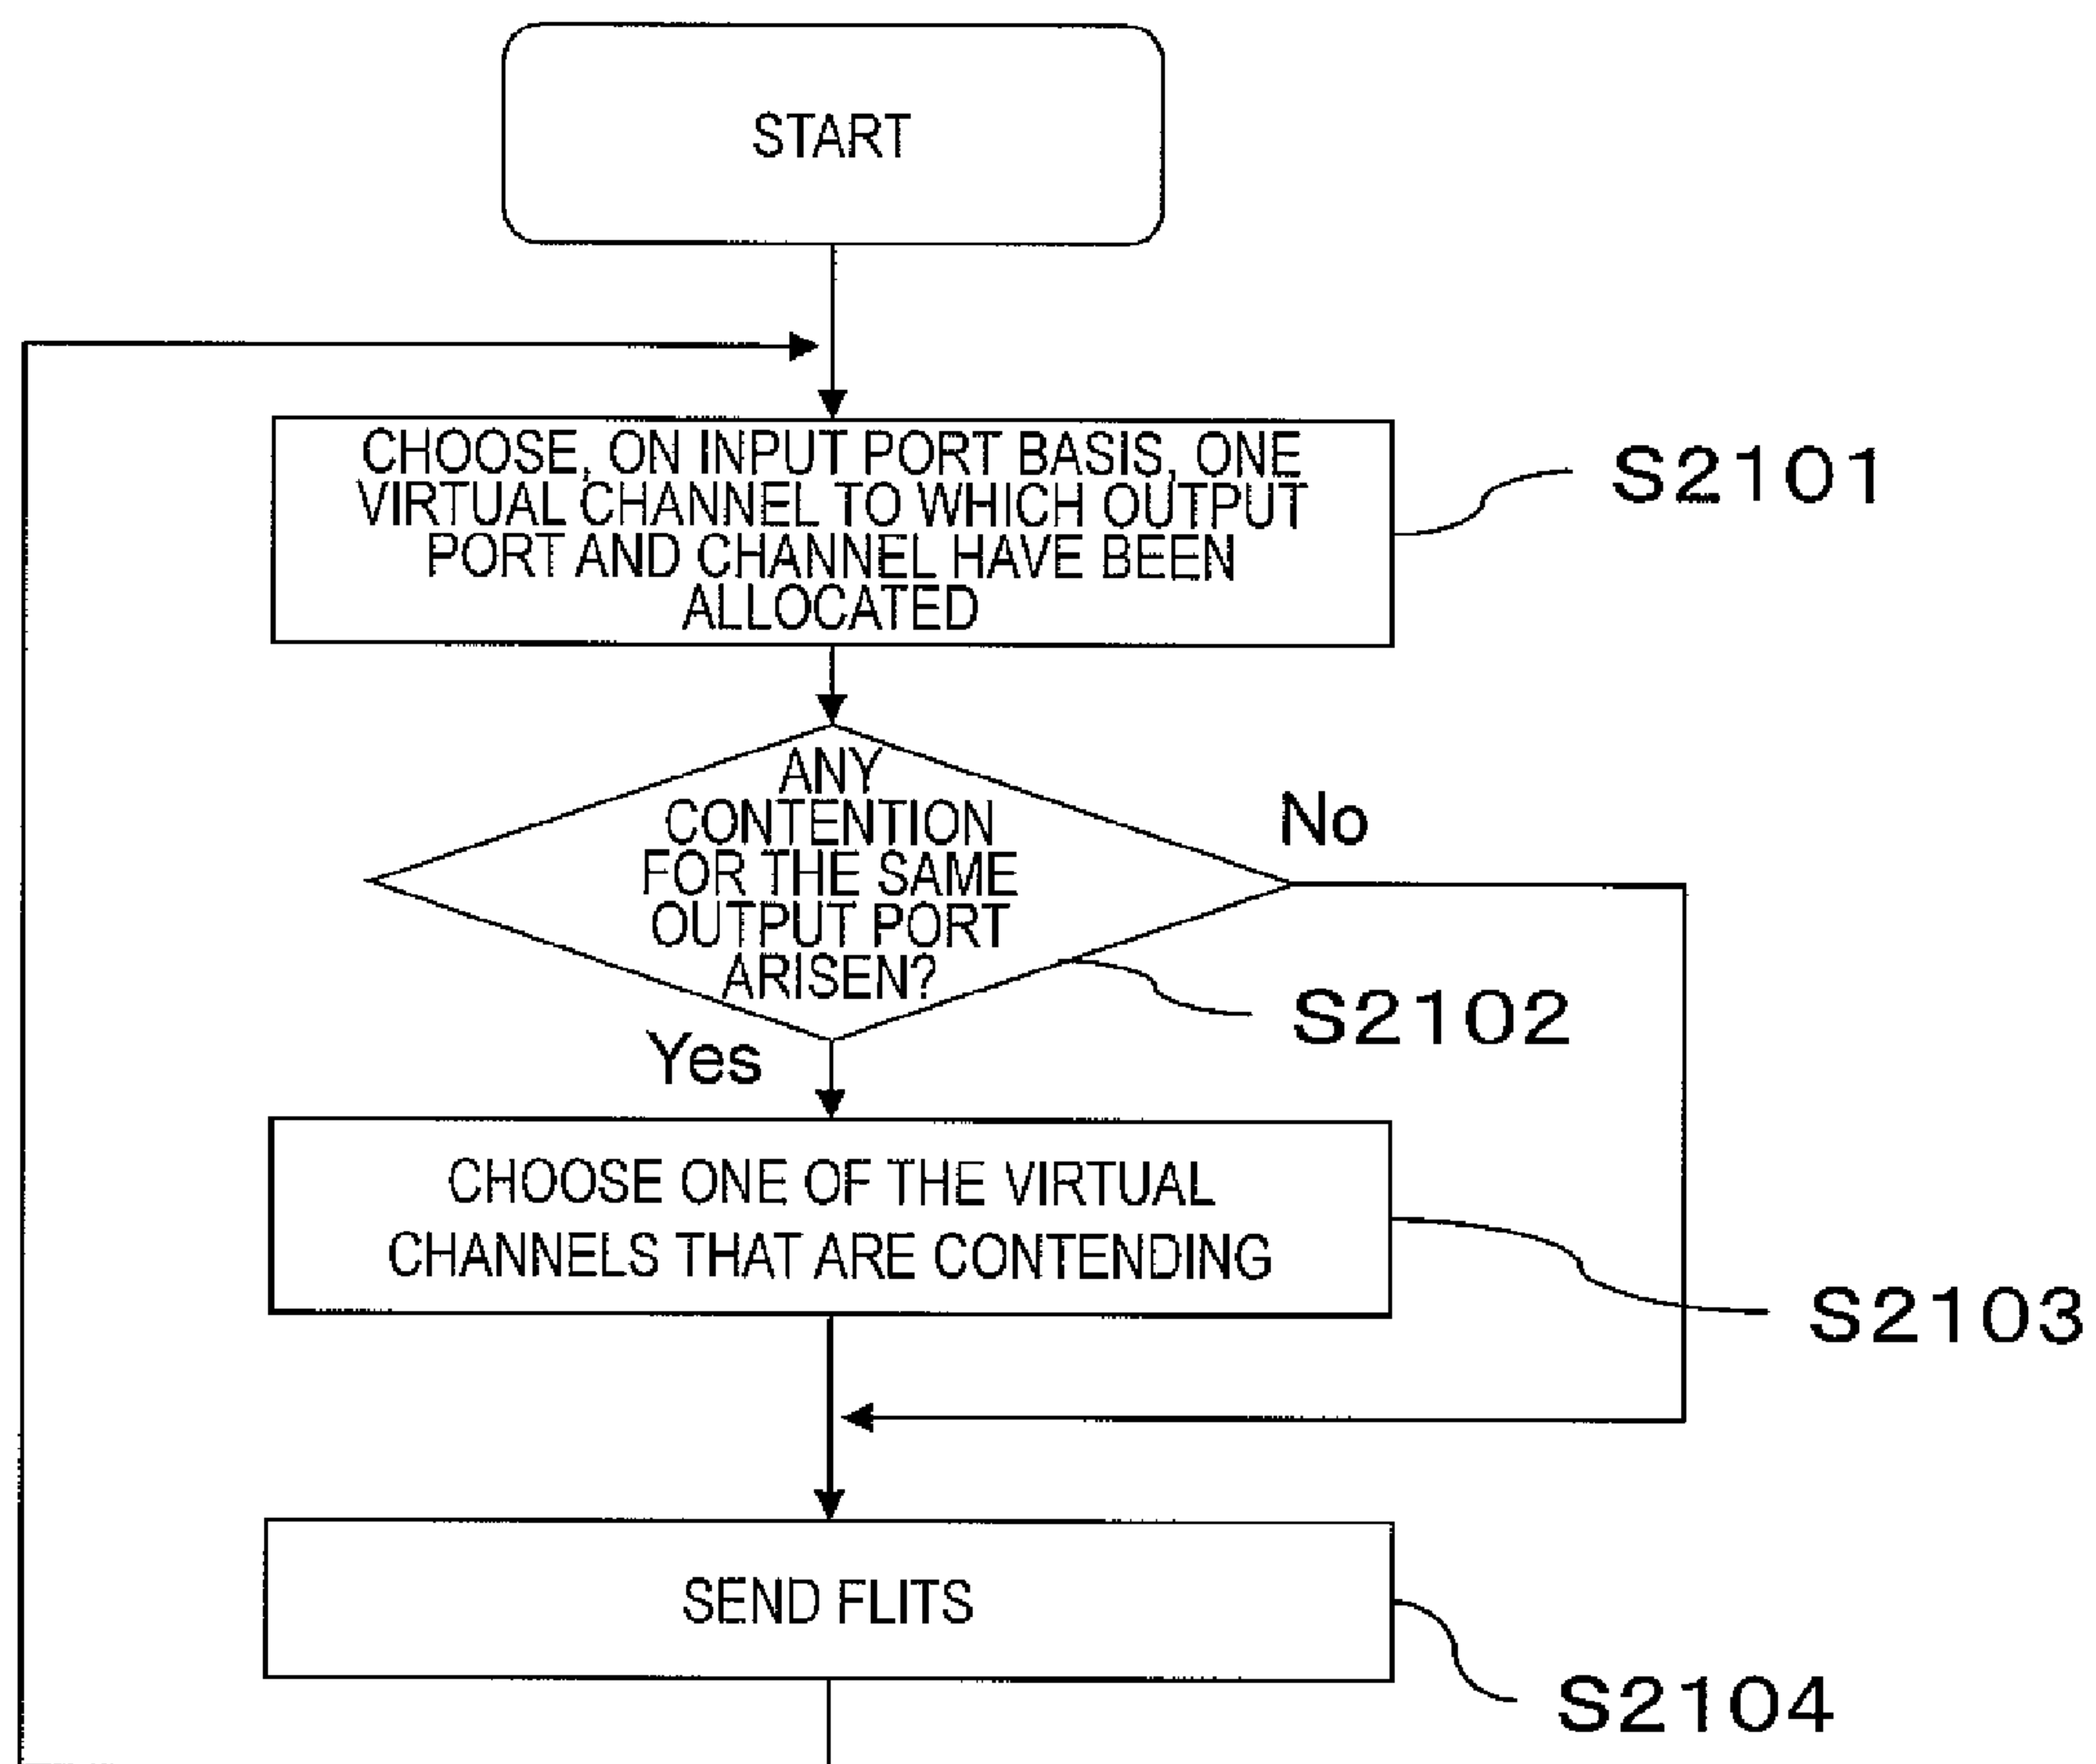 START
CHOOSE, ON INPUT PORT BASIS, ONE
VIRTUAL CHANNEL TO WHICH OUTPUT
PORT AND CHANNEL HAVE BEEN
ALLOCATED
S2101
ANY
CONTENTION
FOR THE SAME
OUTPUT PORT
ARISEN?
No
S2102
Yes
CHOOSE ONE OF THE VIRTUAL
CHANNELS THAT ARE CONTENDING
S2103
SEND FLITS
S2104